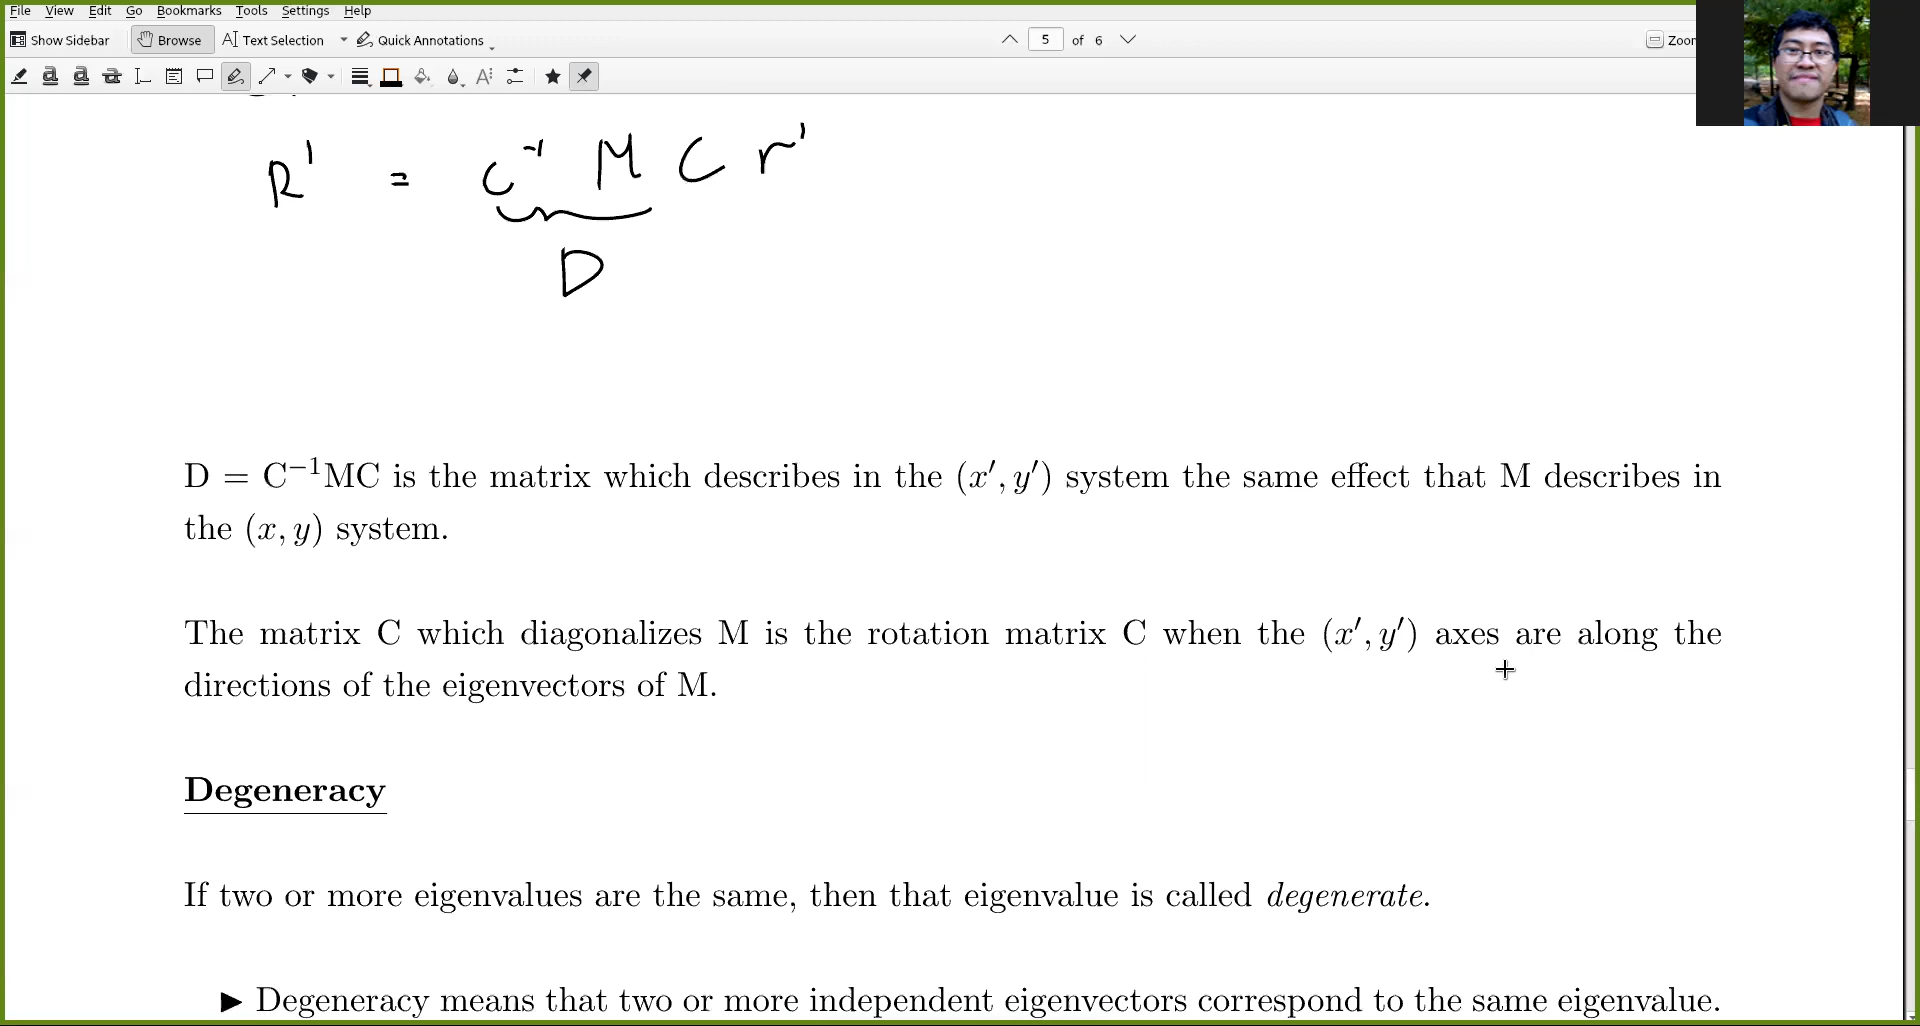 File View Edit Go Bookmarks Tools Settings Help
Show Sidebar Browse Text Selection Quick Annotations 5 of 6
R' = C⁻¹ M C r'
D
D = C⁻¹MC is the matrix which describes in the (x′, y′) system the same effect that M describes in
the (x, y) system.
The matrix C which diagonalizes M is the rotation matrix C when the (x′, y′) axes are along the
directions of the eigenvectors of M.
Degeneracy
If two or more eigenvalues are the same, then that eigenvalue is called degenerate.
▶ Degeneracy means that two or more independent eigenvectors correspond to the same eigenvalue.